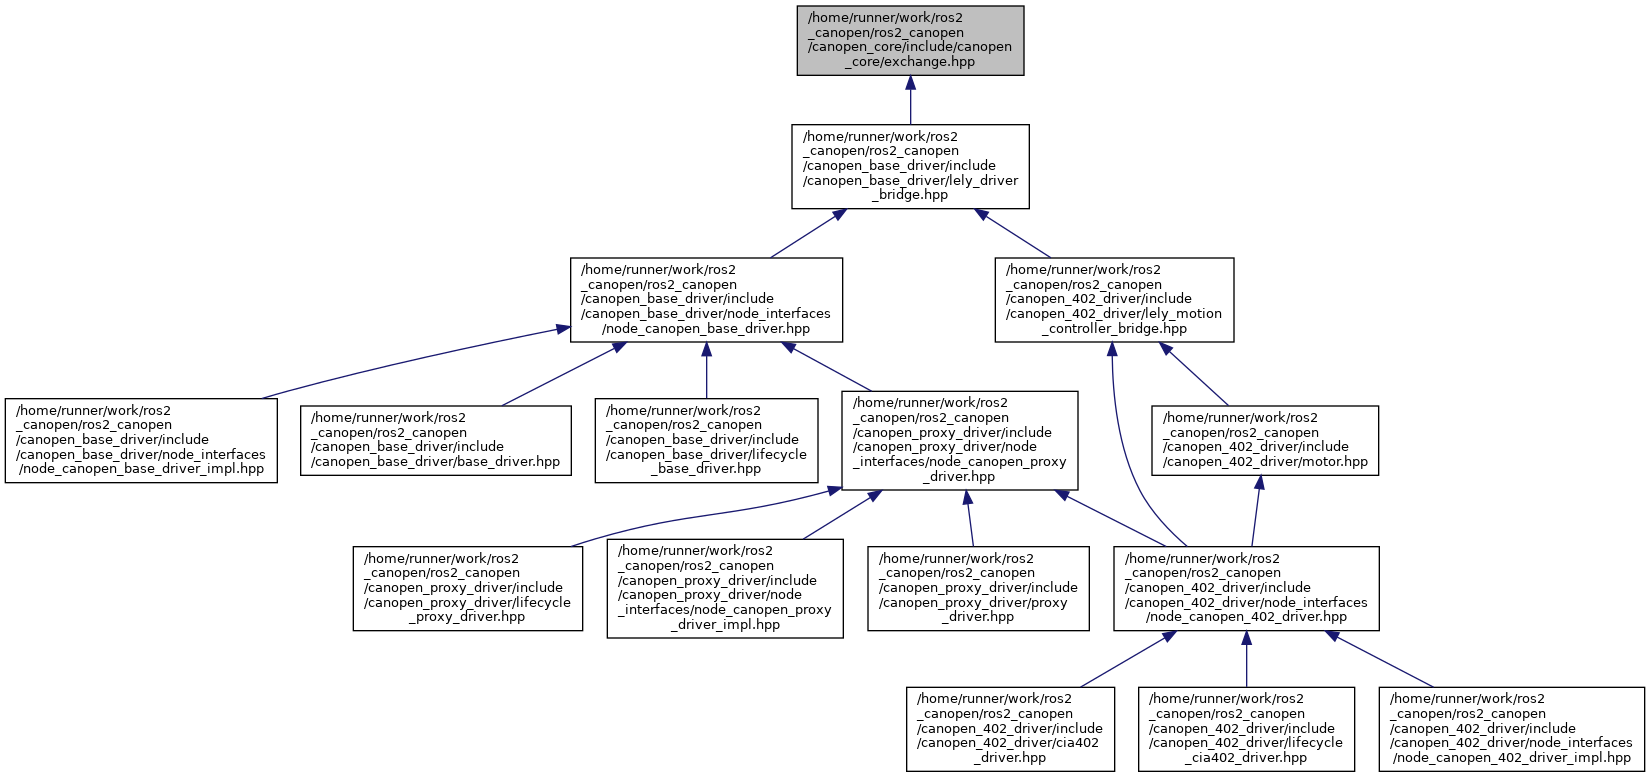 /home/runner/work/ros2
_canopen/ros2_canopen
/canopen_core/include/canopen
_core/exchange.hpp
/home/runner/work/ros2
_canopen/ros2_canopen
/canopen_base_driver/include
/canopen_base_driver/lely_driver
_bridge.hpp
/home/runner/work/ros2
_canopen/ros2_canopen
/canopen_base_driver/include
/canopen_base_driver/node_interfaces
/node_canopen_base_driver.hpp
/home/runner/work/ros2
_canopen/ros2_canopen
/canopen_402_driver/include
/canopen_402_driver/lely_motion
_controller_bridge.hpp
/home/runner/work/ros2
_canopen/ros2_canopen
/canopen_base_driver/include
/canopen_base_driver/node_interfaces
/node_canopen_base_driver_impl.hpp
/home/runner/work/ros2
_canopen/ros2_canopen
/canopen_base_driver/include
/canopen_base_driver/base_driver.hpp
/home/runner/work/ros2
_canopen/ros2_canopen
/canopen_base_driver/include
/canopen_base_driver/lifecycle
_base_driver.hpp
/home/runner/work/ros2
_canopen/ros2_canopen
/canopen_proxy_driver/include
/canopen_proxy_driver/node
_interfaces/node_canopen_proxy
_driver.hpp
/home/runner/work/ros2
_canopen/ros2_canopen
/canopen_402_driver/include
/canopen_402_driver/motor.hpp
/home/runner/work/ros2
_canopen/ros2_canopen
/canopen_proxy_driver/include
/canopen_proxy_driver/lifecycle
_proxy_driver.hpp
/home/runner/work/ros2
_canopen/ros2_canopen
/canopen_proxy_driver/include
/canopen_proxy_driver/node
_interfaces/node_canopen_proxy
_driver_impl.hpp
/home/runner/work/ros2
_canopen/ros2_canopen
/canopen_proxy_driver/include
/canopen_proxy_driver/proxy
_driver.hpp
/home/runner/work/ros2
_canopen/ros2_canopen
/canopen_402_driver/include
/canopen_402_driver/node_interfaces
/node_canopen_402_driver.hpp
/home/runner/work/ros2
_canopen/ros2_canopen
/canopen_402_driver/include
/canopen_402_driver/cia402
_driver.hpp
/home/runner/work/ros2
_canopen/ros2_canopen
/canopen_402_driver/include
/canopen_402_driver/lifecycle
_cia402_driver.hpp
/home/runner/work/ros2
_canopen/ros2_canopen
/canopen_402_driver/include
/canopen_402_driver/node_interfaces
/node_canopen_402_driver_impl.hpp